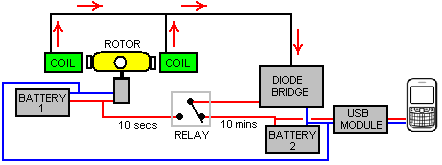 ROTOR
COIL
COIL
DIODE
BRIDGE
BATTERY
1
10 secs
RELAY
10 mins
BATTERY
2
USB
MODULE